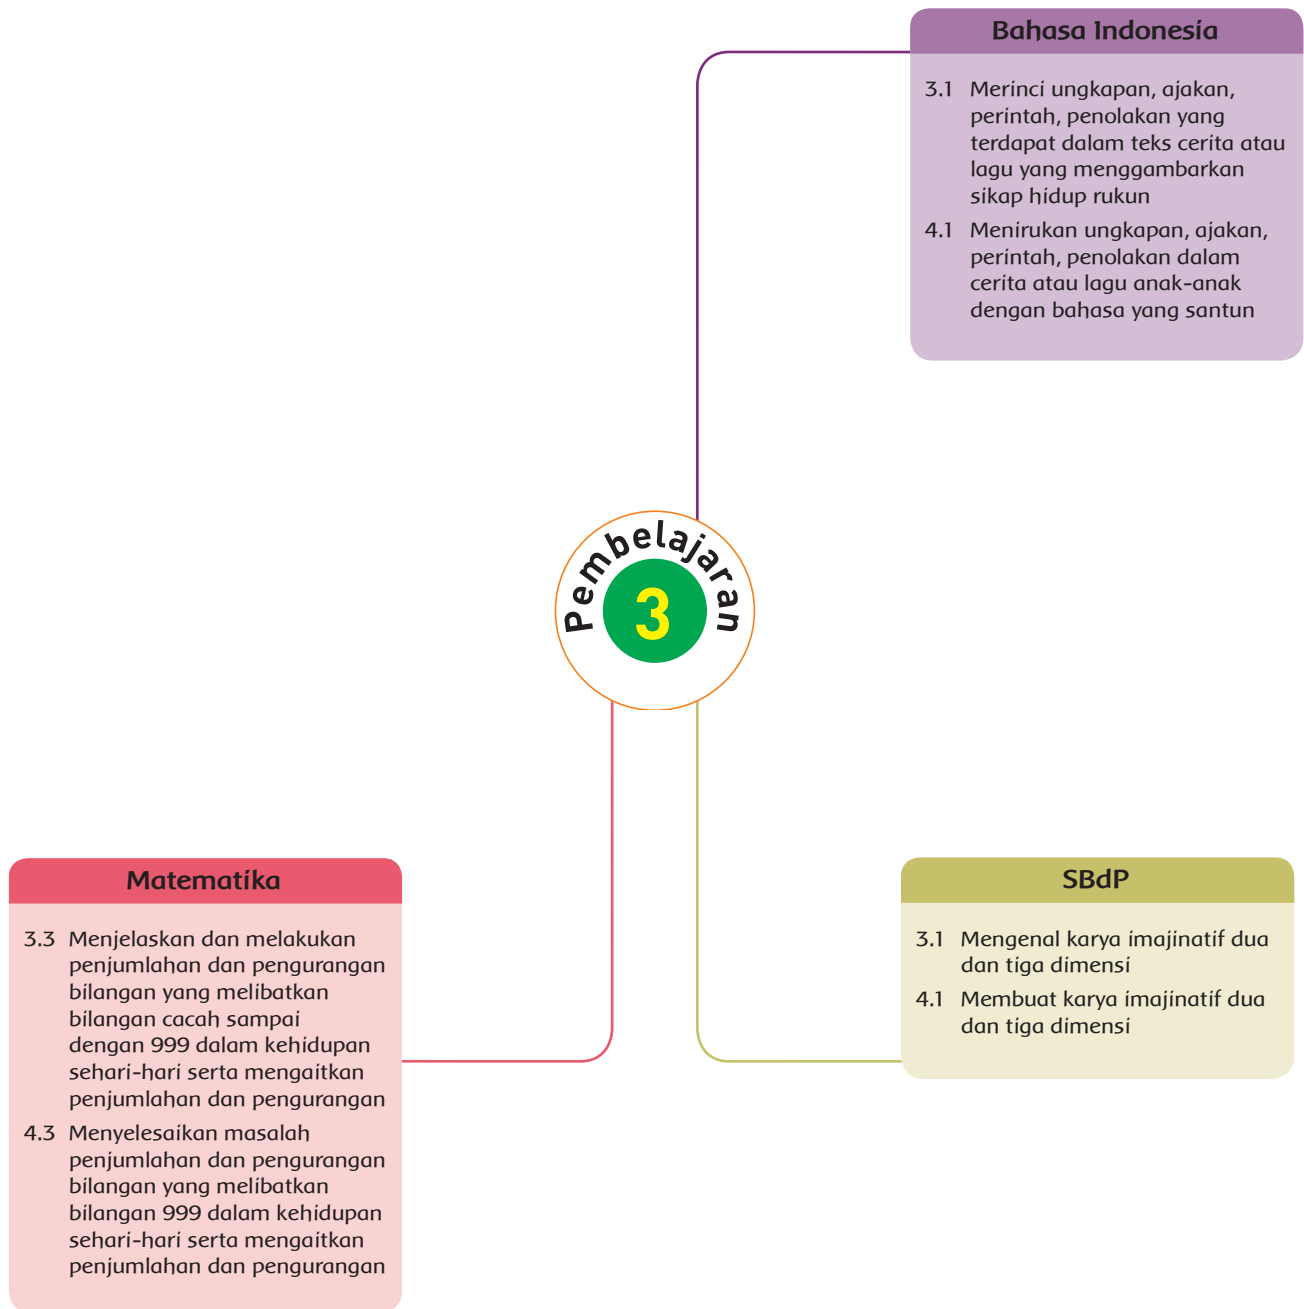 Bahasa Indonesia
3.1 Merinci ungkapan, ajakan,
perintah, penolakan yang
terdapat dalam teks cerita atau
lagu yang menggambarkan
sikap hidup rukun
4.1 Menirukan ungkapan, ajakan,
perintah, penolakan dalam
cerita atau lagu anak-anak
dengan bahasa yang santun
Pembelajaran
3
Matematika
3.3 Menjelaskan dan melakukan
penjumlahan dan pengurangan
bilangan yang melibatkan
bilangan cacah sampai
dengan 999 dalam kehidupan
sehari-hari serta mengaitkan
penjumlahan dan pengurangan
4.3 Menyelesaikan masalah
penjumlahan dan pengurangan
bilangan yang melibatkan
bilangan 999 dalam kehidupan
sehari-hari serta mengaitkan
penjumlahan dan pengurangan
SBdP
3.1 Mengenal karya imajinatif dua
dan tiga dimensi
4.1 Membuat karya imajinatif dua
dan tiga dimensi